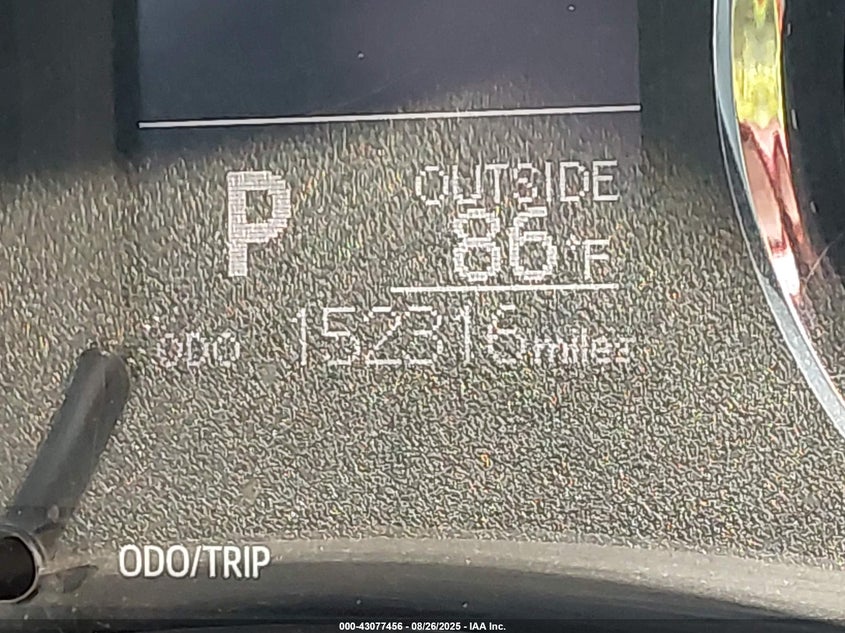 P
OUTSIDE
86°F
ODO 152316 miles
ODO/TRIP
000-43077456 - 08/26/2025 - IAA Inc.